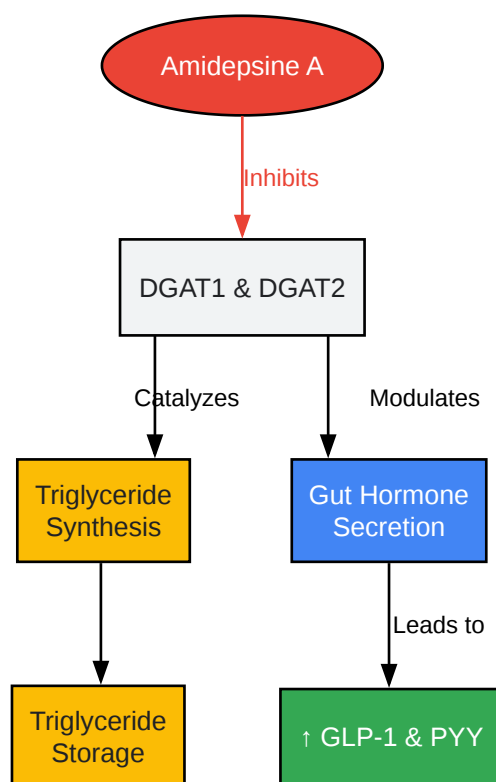 Amidepsine A
Inhibits
DGAT1 & DGAT2
Catalyzes
Modulates
Triglyceride
Synthesis
Gut Hormone
Secretion
Leads to
Triglyceride
Storage
↑ GLP-1 & PYY